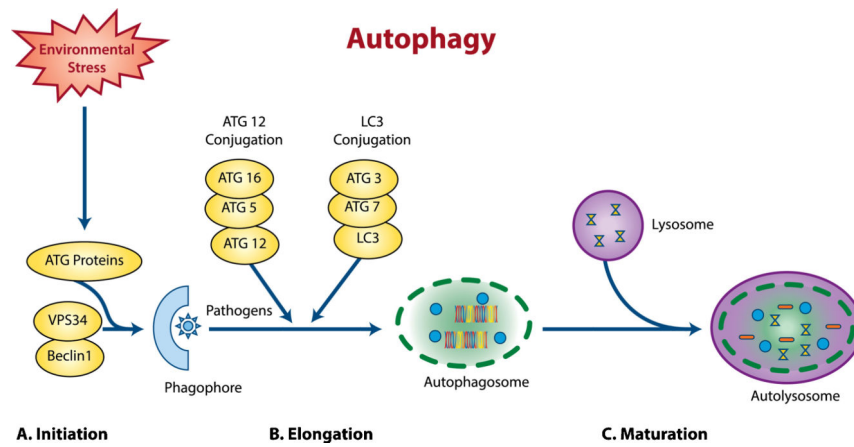 Autophagy
Environmental
Stress
ATG 12
Conjugation
LC3
Conjugation
ATG 16
ATG 5
ATG 12
ATG 3
ATG 7
LC3
Lysosome
ATG Proteins
VPS34
Beclin1
Pathogens
Phagophore
Autophagosome
Autolysosome
A. Initiation
B. Elongation
C. Maturation